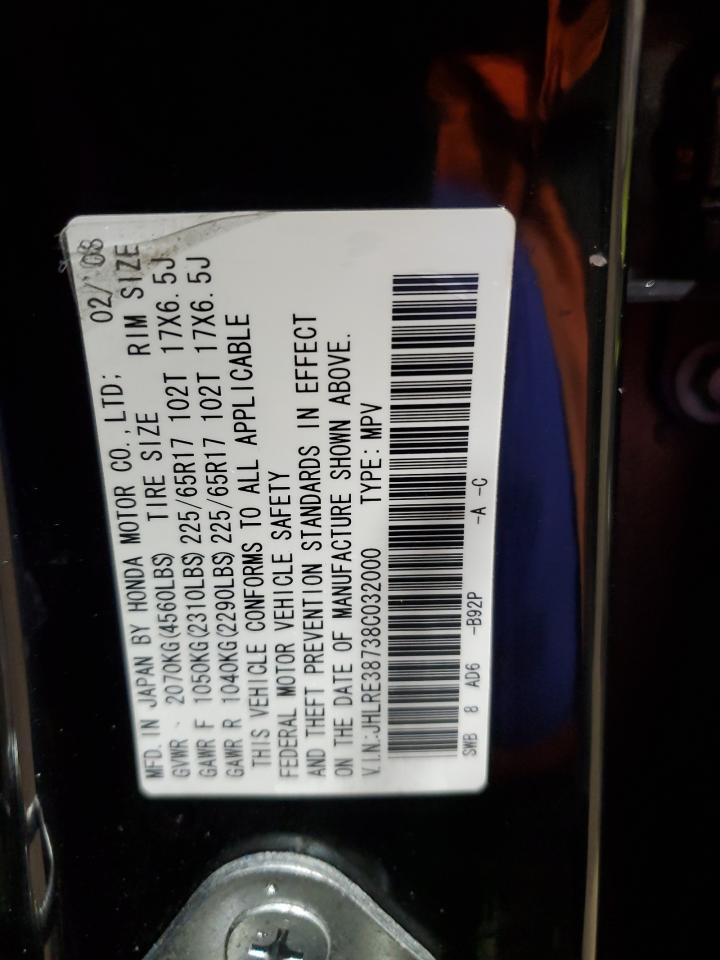 MFD. IN JAPAN BY HONDA MOTOR CO., LTD; 02/ 08
GVWR 2070KG(4560LBS) TIRE SIZE RIM SIZE
GAWR F 1050KG(2310LBS) 225/65R17 102T 17X6.5J
GAWR R 1040KG(2290LBS) 225/65R17 102T 17X6.5J
THIS VEHICLE CONFORMS TO ALL APPLICABLE
FEDERAL MOTOR VEHICLE SAFETY
AND THEFT PREVENTION STANDARDS IN EFFECT
ON THE DATE OF MANUFACTURE SHOWN ABOVE.
V.I.N:JHLRE38738C032000 TYPE: MPV
SWB 8 AD6 -B92P -A -C